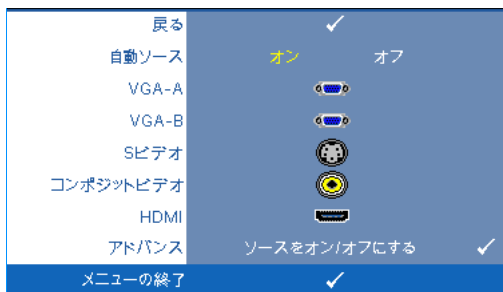 戻る
自動ソース オン オフ
VGA-A
VGA-B
Sビデオ
コンポジットビデオ
HDMI
アドバンス ソースをオン/オフにする
メニューの終了